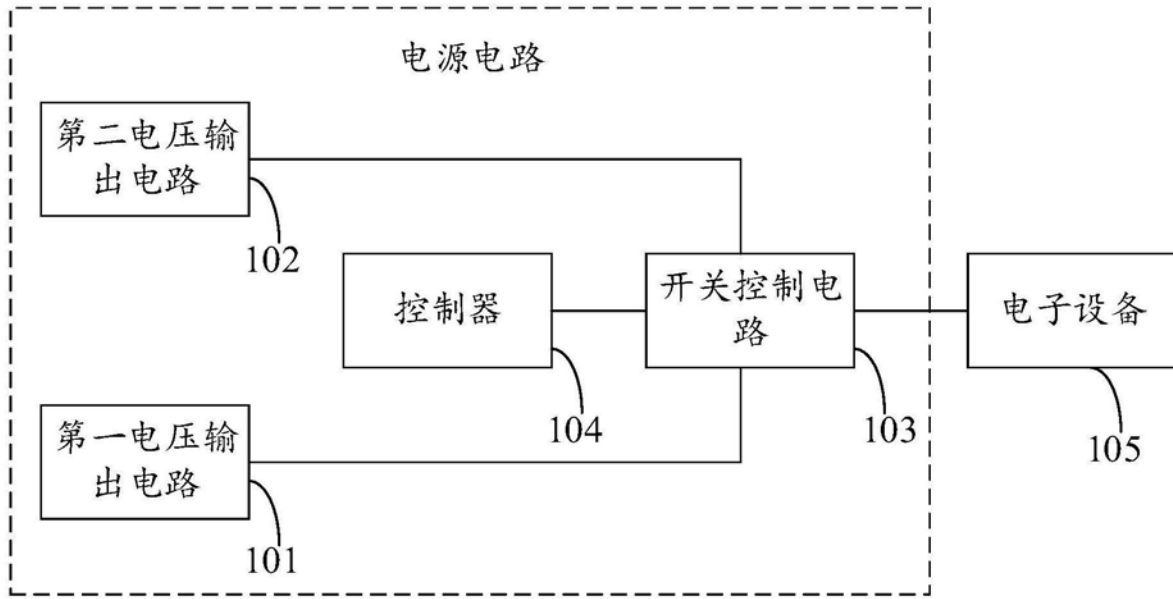 电源电路
第二电压输
出电路
102
控制器
104
开关控制电
路
103
电子设备
105
第一电压输
出电路
101